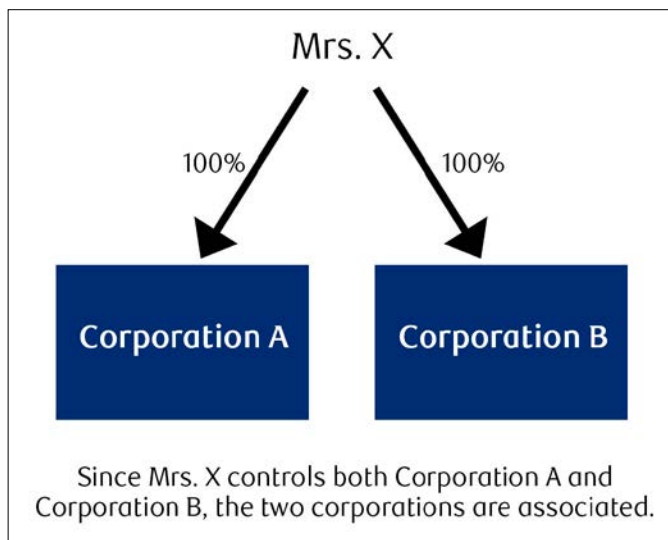 Mrs. X
100% 100%
Corporation A Corporation B
Since Mrs. X controls both Corporation A and
Corporation B, the two corporations are associated.